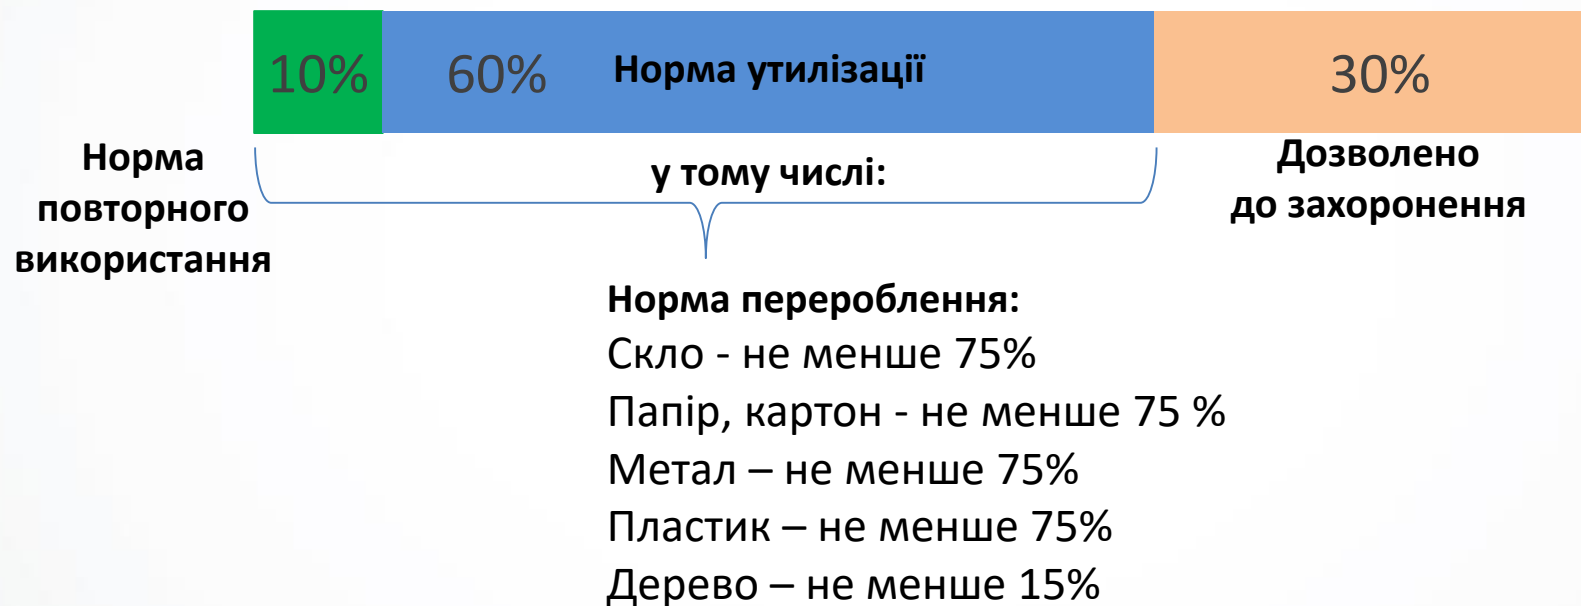 10% 60% Норма утилізації 30%
Норма
повторного
використання
у тому числі:
Дозволено
до захоронення
Норма перероблення:
Скло - не менше 75%
Папір, картон - не менше 75 %
Метал – не менше 75%
Пластик – не менше 75%
Дерево – не менше 15%